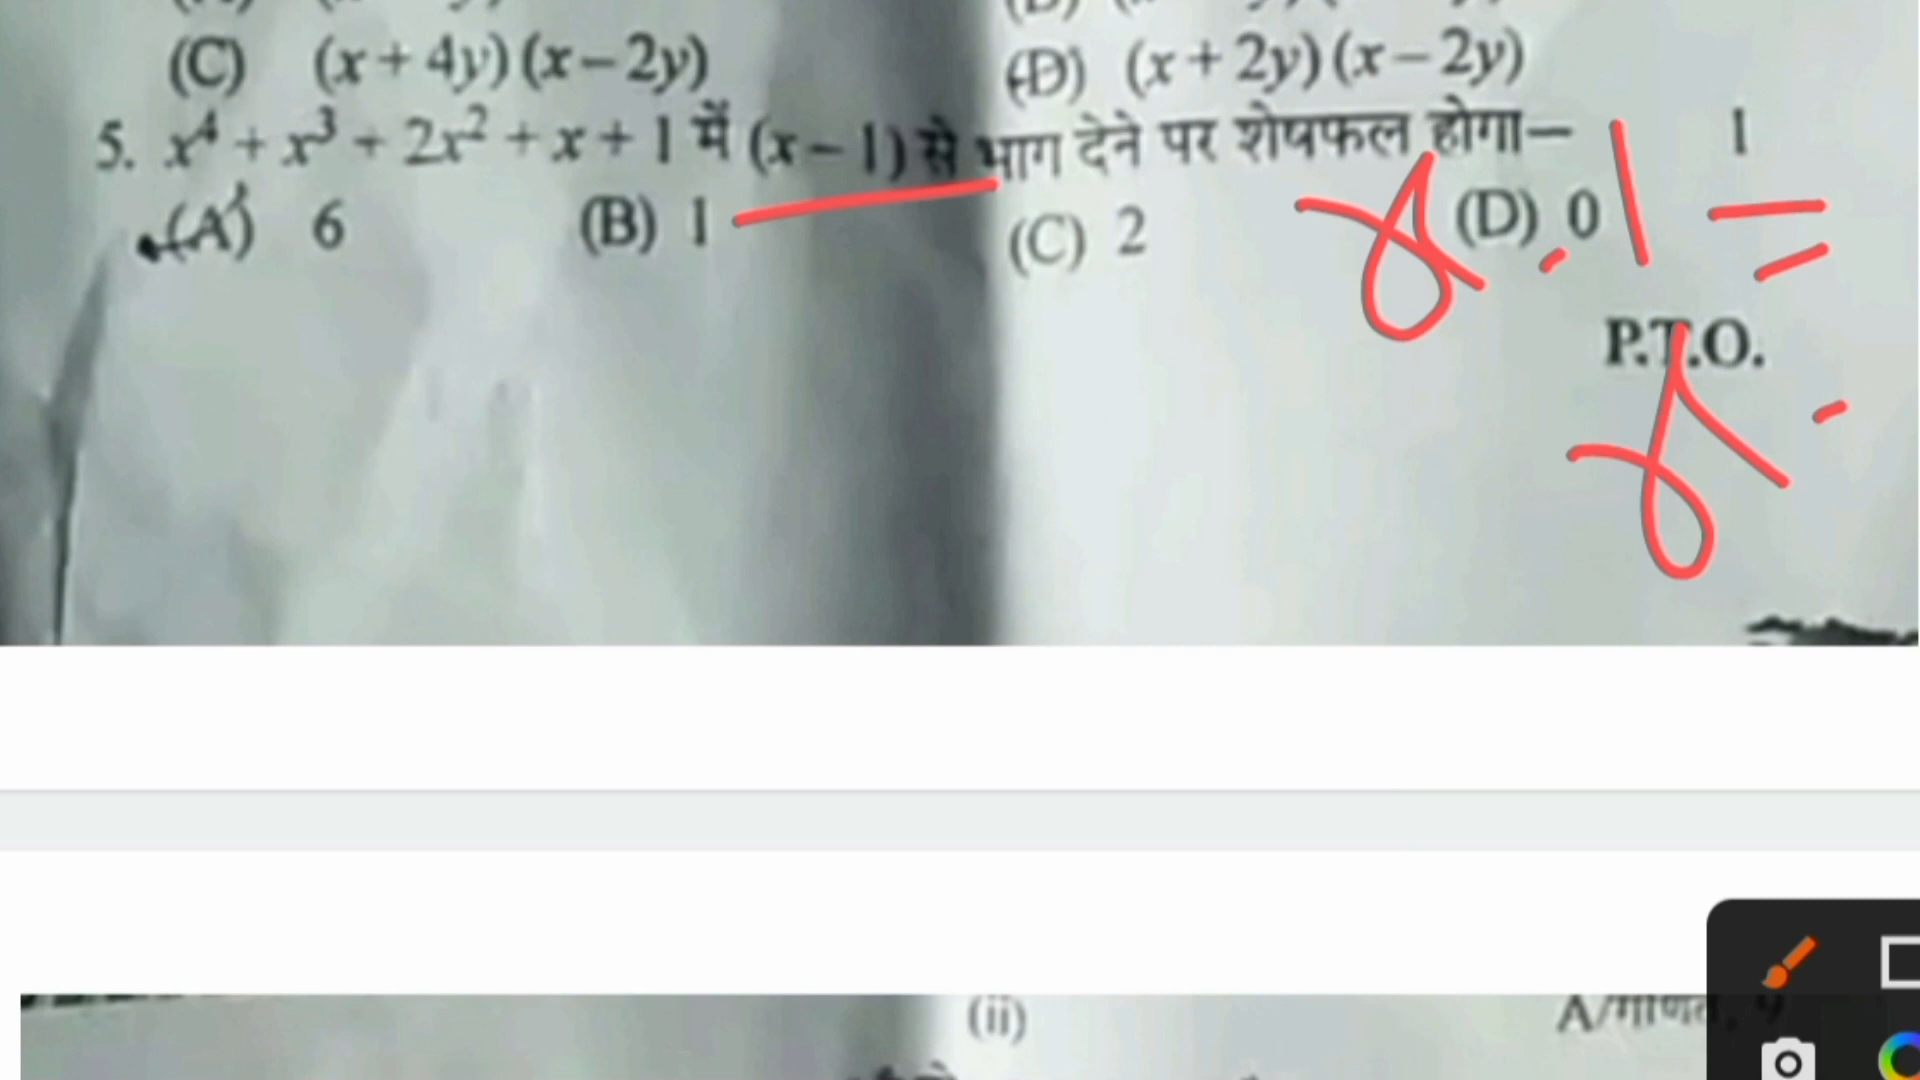 (C) (x + 4y) (x – 2y) (D) (x + 2y) (x – 2y)
5. x⁴ + x³ + 2x² + x + 1 में (x – 1) से भाग देने पर शेषफल होगा— 1
(A) 6 (B) 1 (C) 2 (D) 0
P.T.O.
(ii)